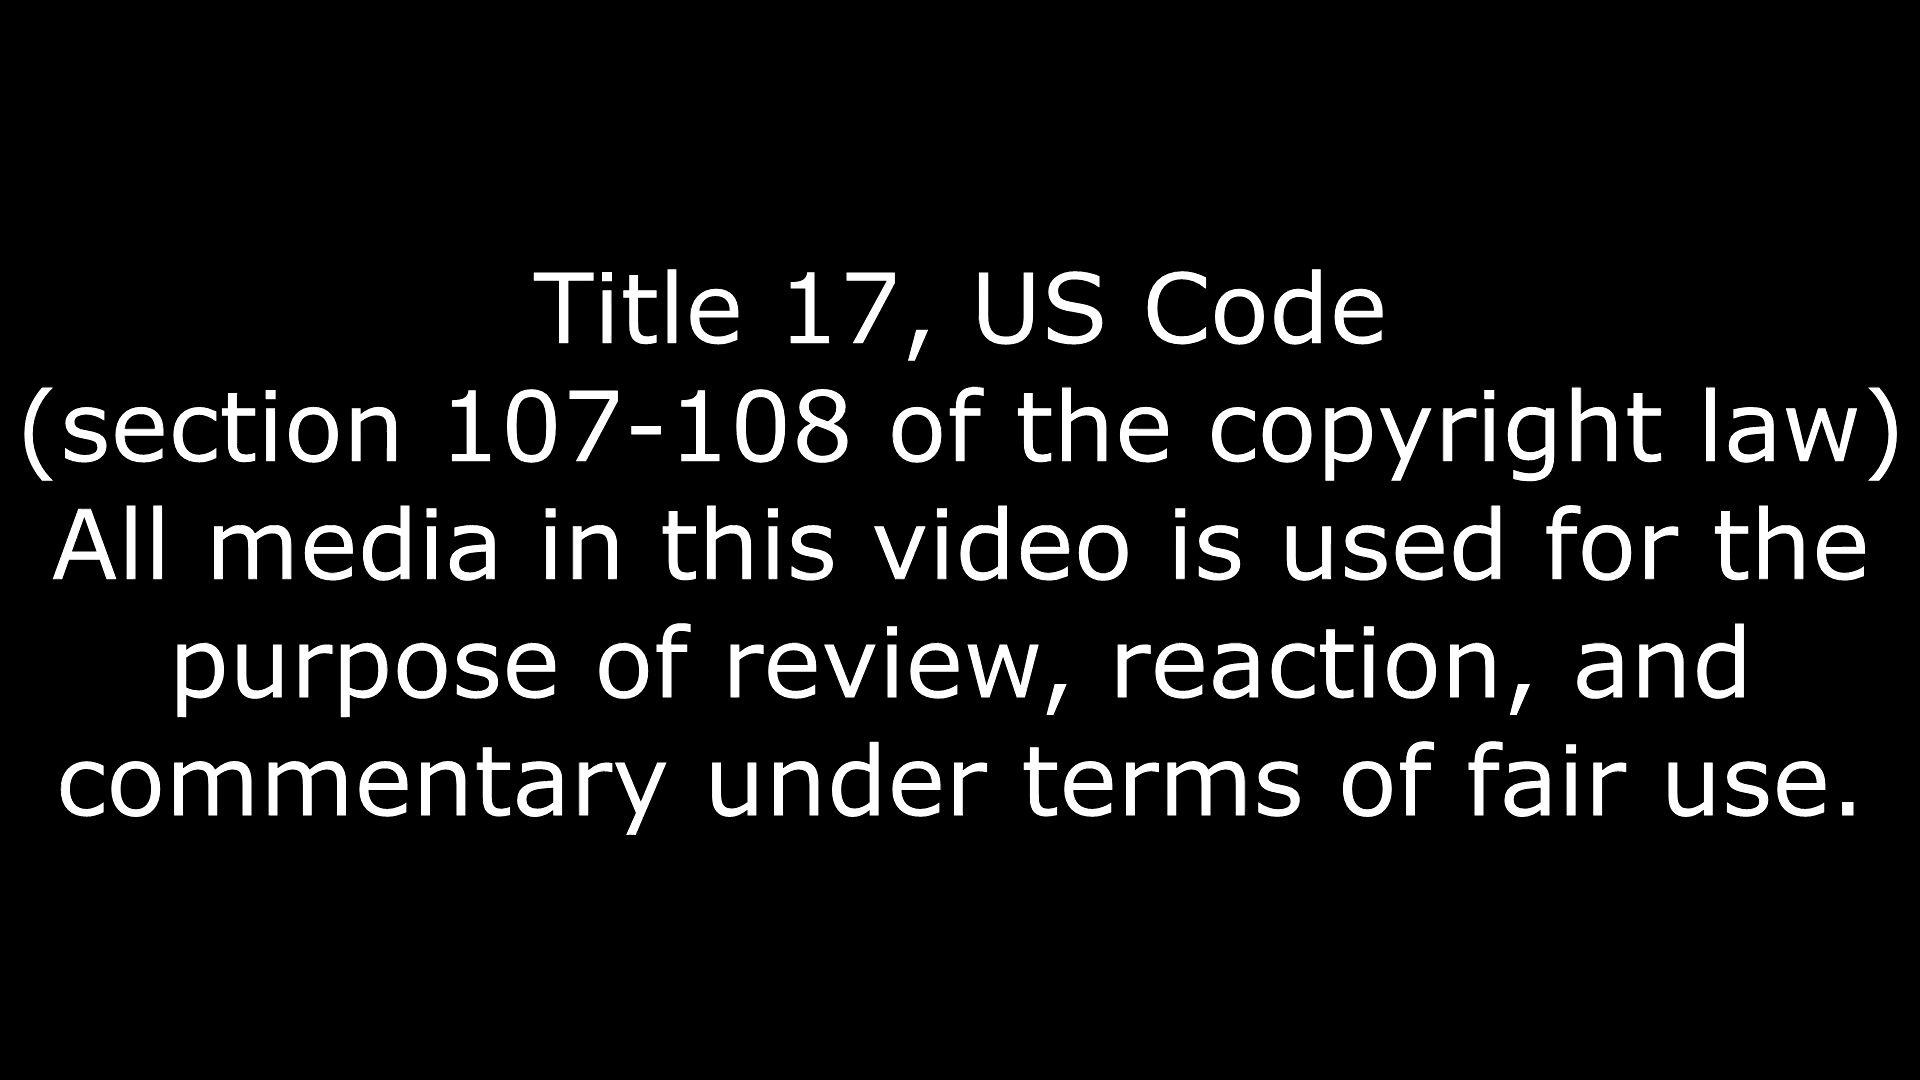 Title 17, US Code
(section 107-108 of the copyright law)
All media in this video is used for the
purpose of review, reaction, and
commentary under terms of fair use.